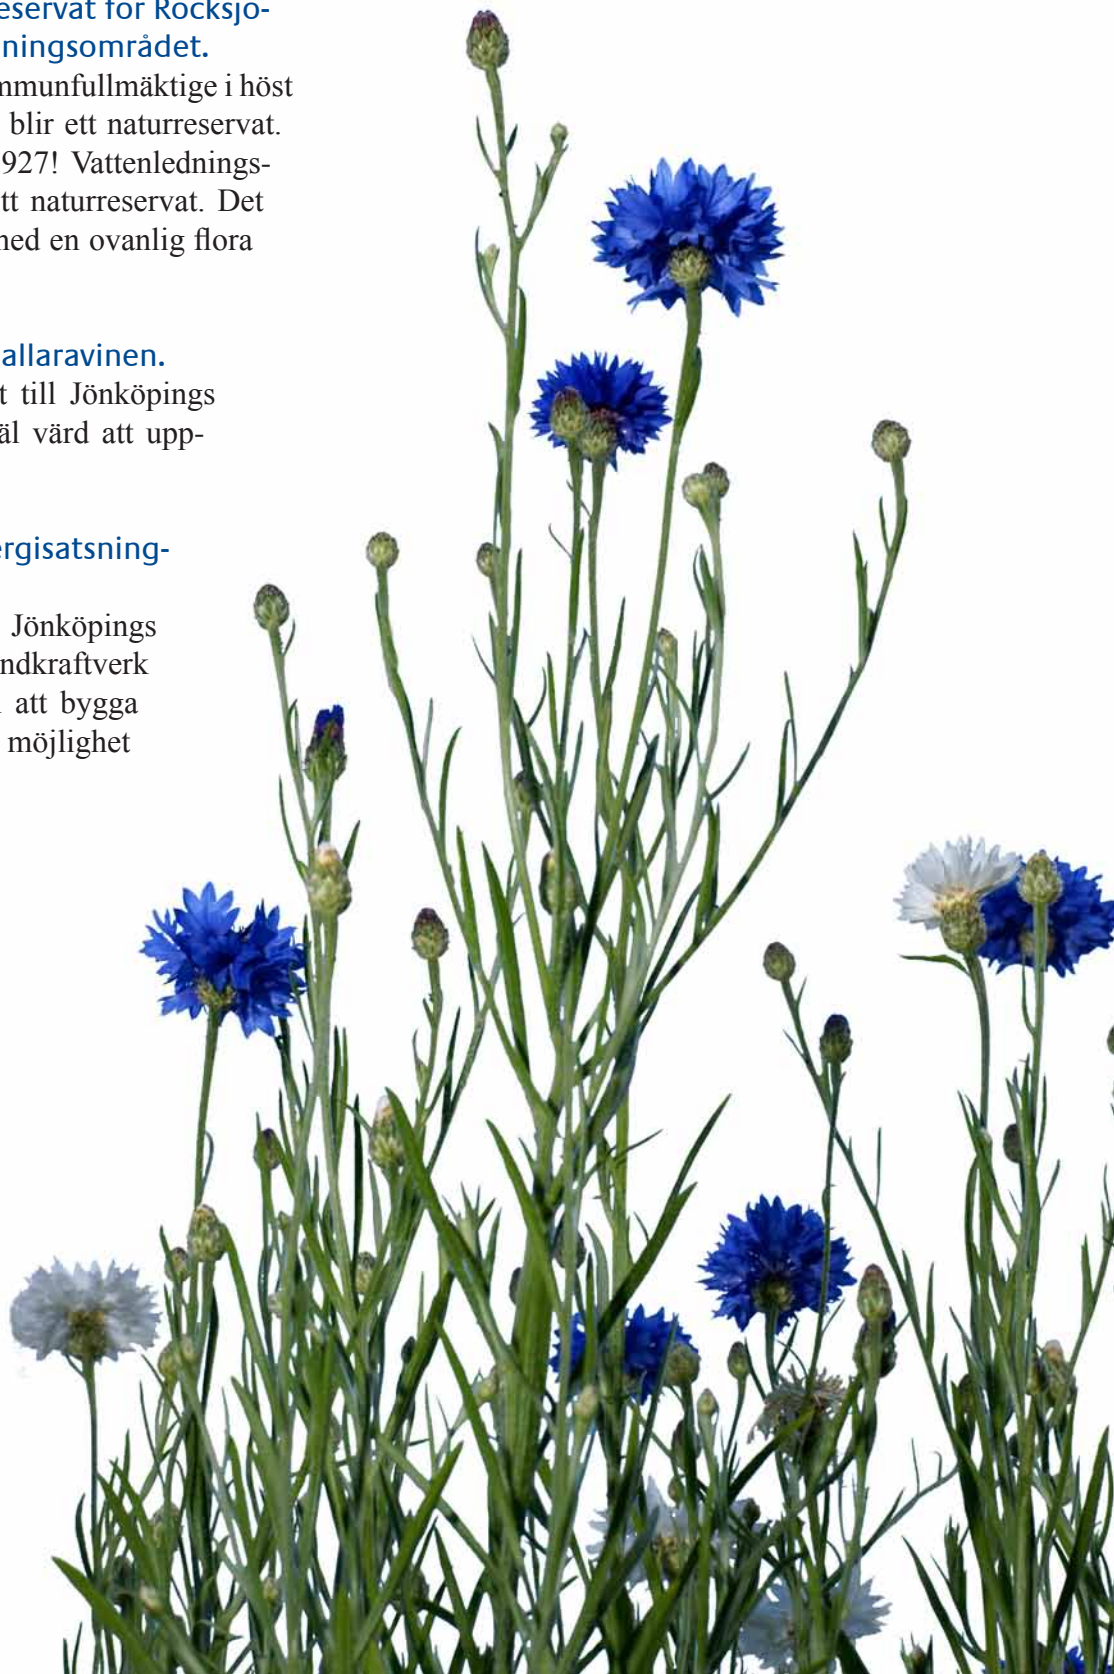 eservat för Rocksjö-
ningsområdet.
mmunfullmäktige i höst
blir ett naturreservat.
927! Vattenlednings-
tt naturreservat. Det
ned en ovanlig flora
allaravinen.
t till Jönköpings
äl värd att upp-
ergisatsning-
Jönköpings
ndkraftverk
att bygga
möjlighet